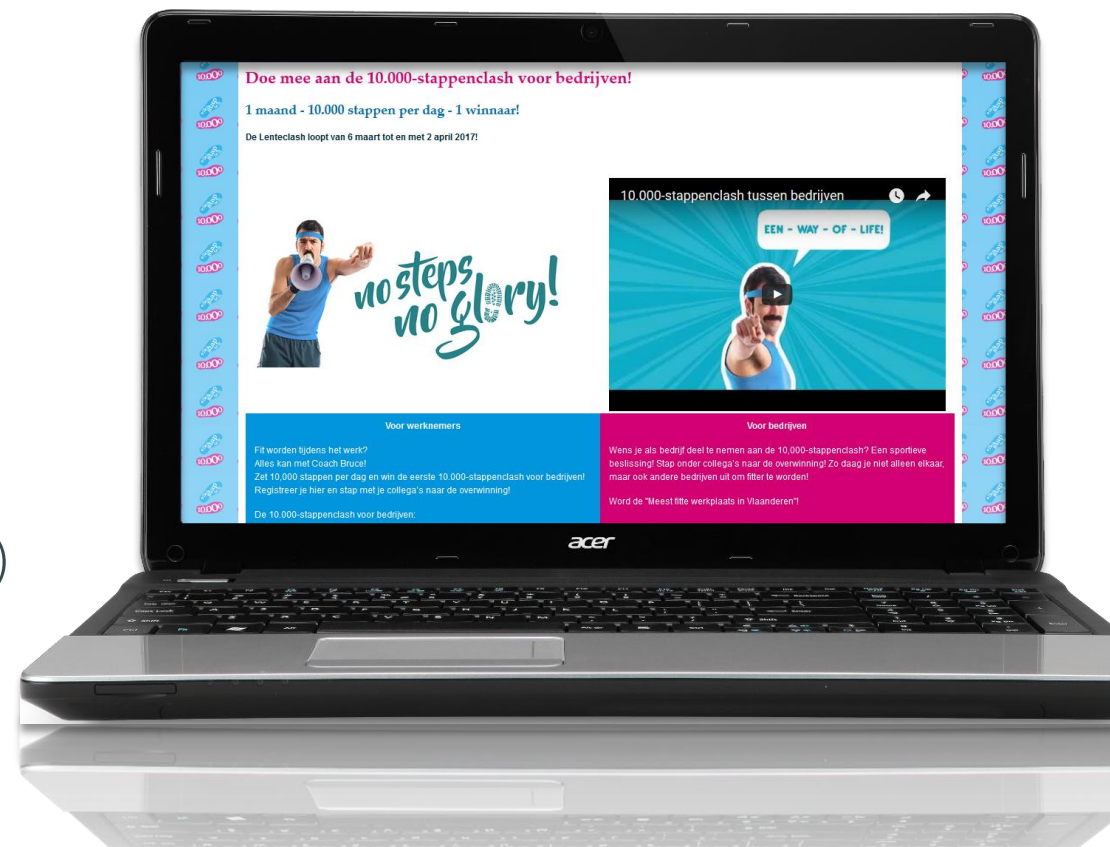 Doe mee aan de 10.000-stappenclash voor bedrijven!
1 maand - 10.000 stappen per dag - 1 winnaar!
De Lenteclash loopt van 6 maart tot en met 2 april 2017!
no steps
no glory!
10.000-stappenclash tussen bedrijven
EEN - WAY - OF - LIFE!
Voor werknemers
Fit worden tijdens het werk?
Alles kan met Coach Bruce!
Zet 10,000 stappen per dag en win de eerste 10.000-stappenclash voor bedrijven!
Registreer je hier en stap met je collega's naar de overwinning!
De 10.000-stappenclash voor bedrijven:
Voor bedrijven
Wens je als bedrijf deel te nemen aan de 10,000-stappenclash? Een sportieve
beslissing! Stap onder collega's naar de overwinning! Zo daag je niet alleen elkaar,
maar ook andere bedrijven uit om fitter te worden!
Word de "Meest fitte werkplaats in Vlaanderen"!
10.000
acer